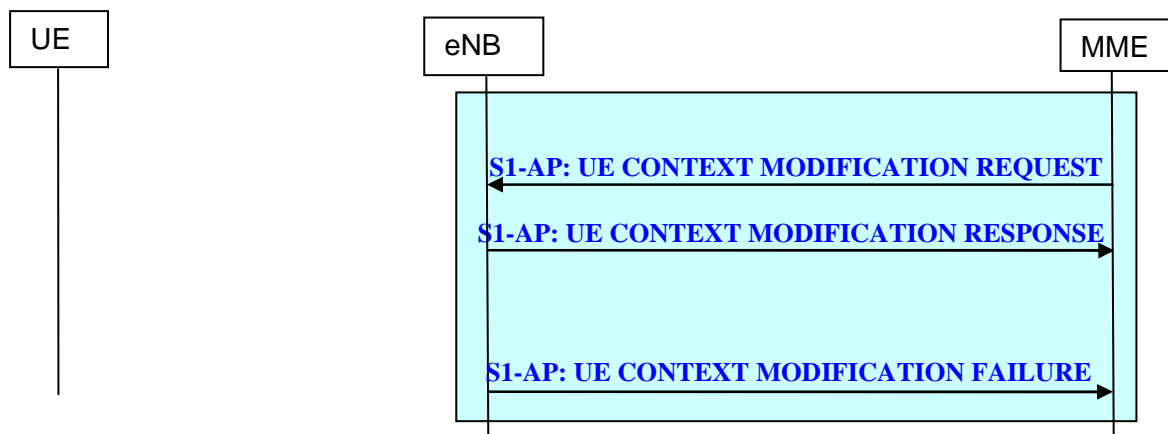 UE
eNB
MME
S1-AP: UE CONTEXT MODIFICATION REQUEST
S1-AP: UE CONTEXT MODIFICATION RESPONSE
S1-AP: UE CONTEXT MODIFICATION FAILURE